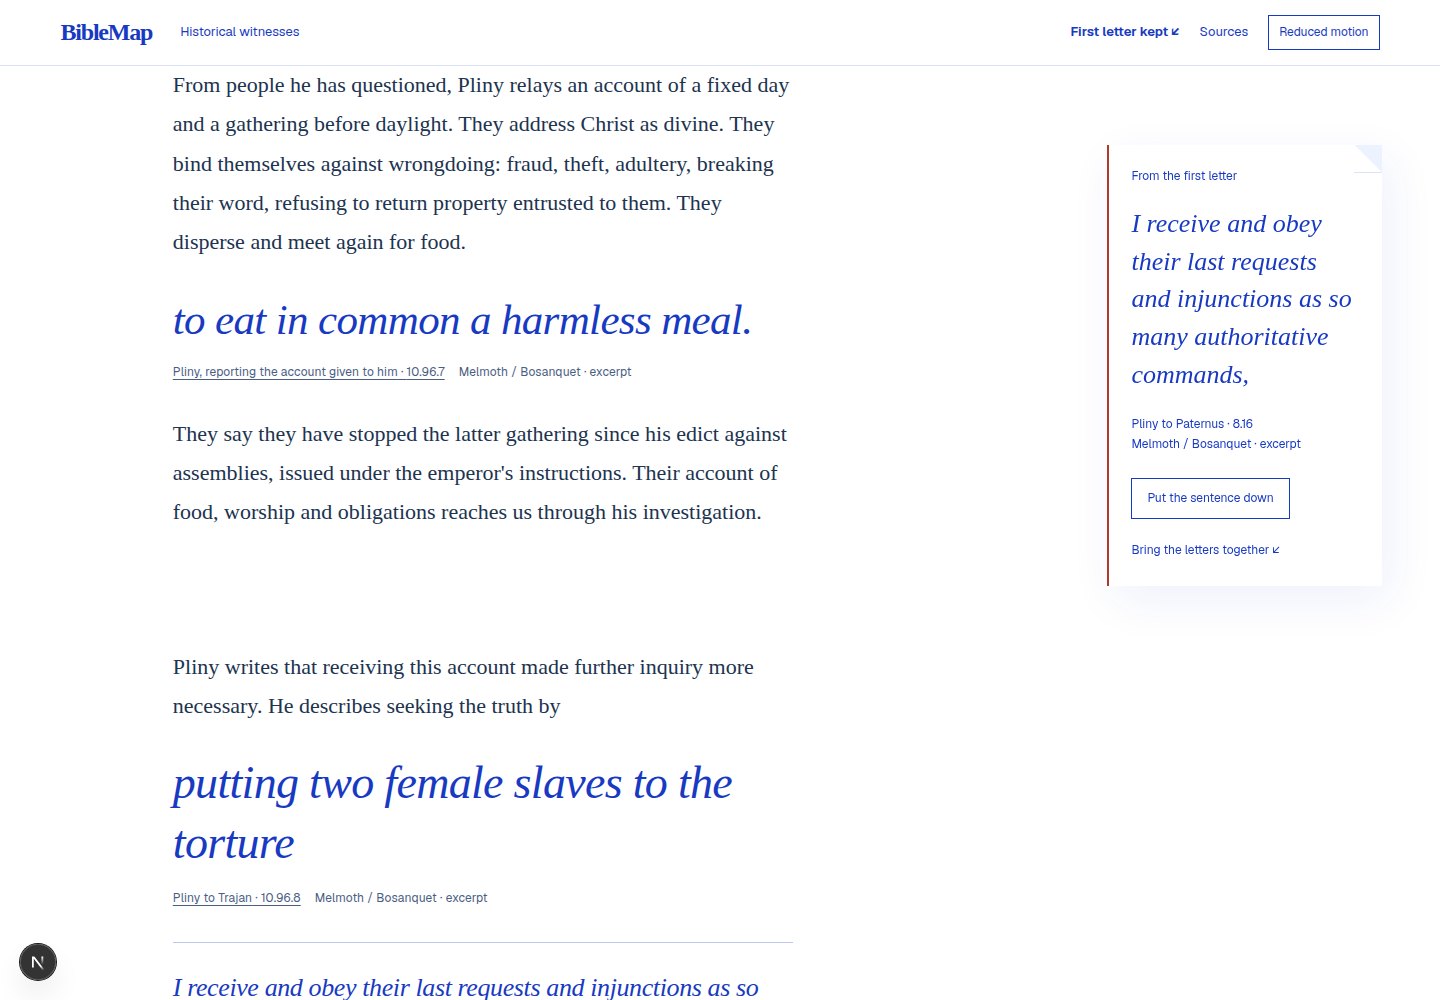 BibleMap
Historical witnesses
First letter kept ↙
Sources
Reduced motion
From people he has questioned, Pliny relays an account of a fixed day
and a gathering before daylight. They address Christ as divine. They
bind themselves against wrongdoing: fraud, theft, adultery, breaking
their word, refusing to return property entrusted to them. They
disperse and meet again for food.
to eat in common a harmless meal.
Pliny, reporting the account given to him · 10.96.7 Melmoth / Bosanquet · excerpt
They say they have stopped the latter gathering since his edict against
assemblies, issued under the emperor's instructions. Their account of
food, worship and obligations reaches us through his investigation.
Pliny writes that receiving this account made further inquiry more
necessary. He describes seeking the truth by
putting two female slaves to the
torture
Pliny to Trajan · 10.96.8 Melmoth / Bosanquet · excerpt
I receive and obey their last requests and injunctions as so
From the first letter
I receive and obey
their last requests
and injunctions as so
many authoritative
commands,
Pliny to Paternus · 8.16
Melmoth / Bosanquet · excerpt
Put the sentence down
Bring the letters together ↙
N